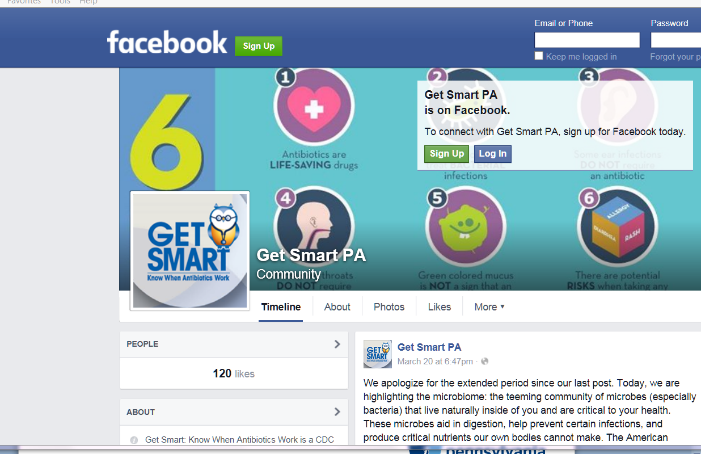 Favorites Tools Help
Email or Phone Password
facebook Sign Up
Keep me logged in Forgot your p
6
1 2 3
Get Smart PA
is on Facebook.
To connect with Get Smart PA, sign up for Facebook today.
Sign Up Log In
Antibiotics are
LIFE-SAVING drugs
infections
DO NOT require
an antibiotic
4 5 6
ALLERGY
DIARRHEA
RASH
GET
SMART
Know When Antibiotics Work
Get Smart PA
Community
throats
DO NOT require
Green colored mucus
is NOT a sign that an
There are potential
RISKS when taking any
Timeline About Photos Likes More
PEOPLE
120 likes
ABOUT
Get Smart: Know When Antibiotics Work is a CDC
GET
SMART
Get Smart PA
March 20 at 6:47pm
We apologize for the extended period since our last post. Today, we are
highlighting the microbiome: the teeming community of microbes (especially
bacteria) that live naturally inside of you and are critical to your health.
These microbes aid in digestion, help prevent certain infections, and
produce critical nutrients our own bodies cannot make. The American
pennsylvania